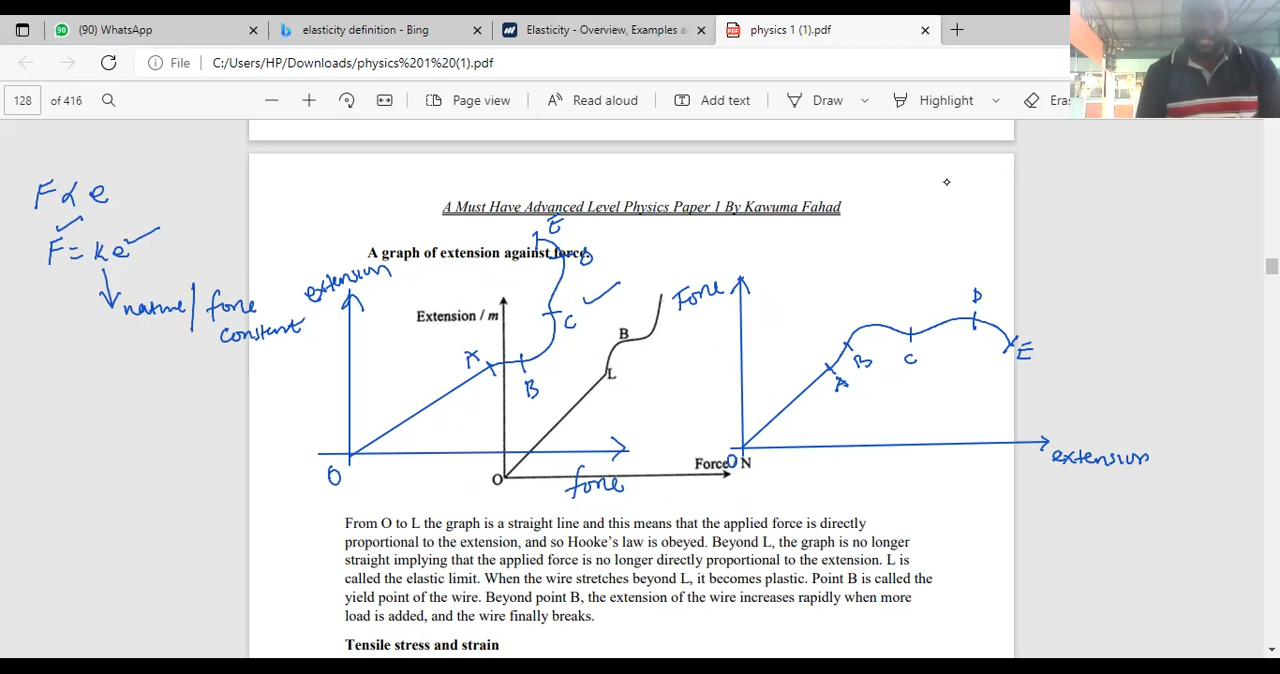 (90) WhatsApp
elasticity definition - Bing
Elasticity - Overview, Examples a
physics 1 (1).pdf
File
C:/Users/HP/Downloads/physics%201%20(1).pdf
128
of 416
Page view
Read aloud
Add text
Draw
Highlight
Eras
F ∝ e
F = ke
nature / force
constant
A Must Have Advanced Level Physics Paper 1 By Kawuma Fahad
A graph of extension against force.
extension
Extension / m
A
B
C
D
E
O
force
L
B
O
Force
N
Force
A
B
C
D
E
O
extension
From O to L the graph is a straight line and this means that the applied force is directly
proportional to the extension, and so Hooke's law is obeyed. Beyond L, the graph is no longer
straight implying that the applied force is no longer directly proportional to the extension. L is
called the elastic limit. When the wire stretches beyond L, it becomes plastic. Point B is called the
yield point of the wire. Beyond point B, the extension of the wire increases rapidly when more
load is added, and the wire finally breaks.
Tensile stress and strain